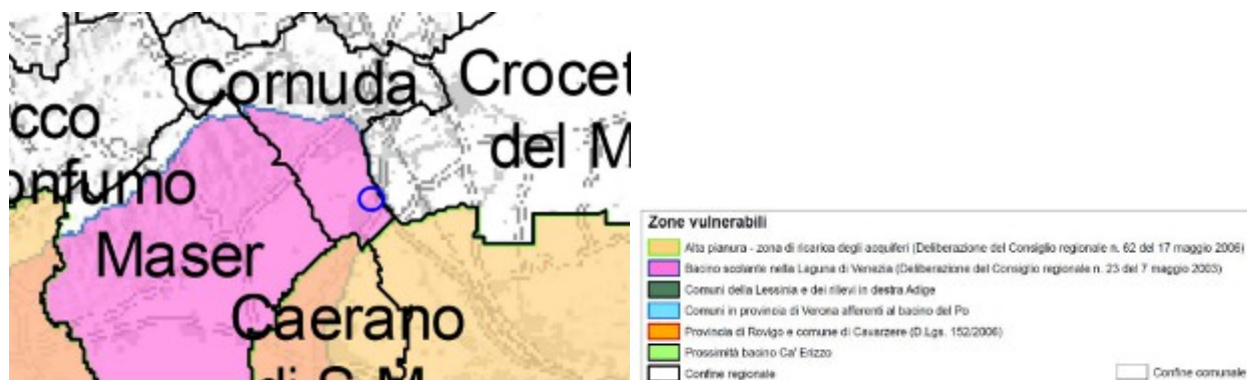 Cornuda
Crocet
del M
cco
onfumo
Maser
Caerano
di S M
Zone vulnerabili
Alta pianura - zona di ricarica degli acquiferi (Deliberazione del Consiglio regionale n. 62 del 17 maggio 2006)
Bacino scolante nella Laguna di Venezia (Deliberazione del Consiglio regionale n. 23 del 7 maggio 2003)
Comuni della Lessinia e dei rilievi in destra Adige
Comuni in provincia di Verona afferenti al bacino del Po
Provincia di Rovigo e comune di Cavarzere (D.Lgs. 152/2006)
Prossimità bacino Ca' Erizzo
Confine regionale
Confine comunale